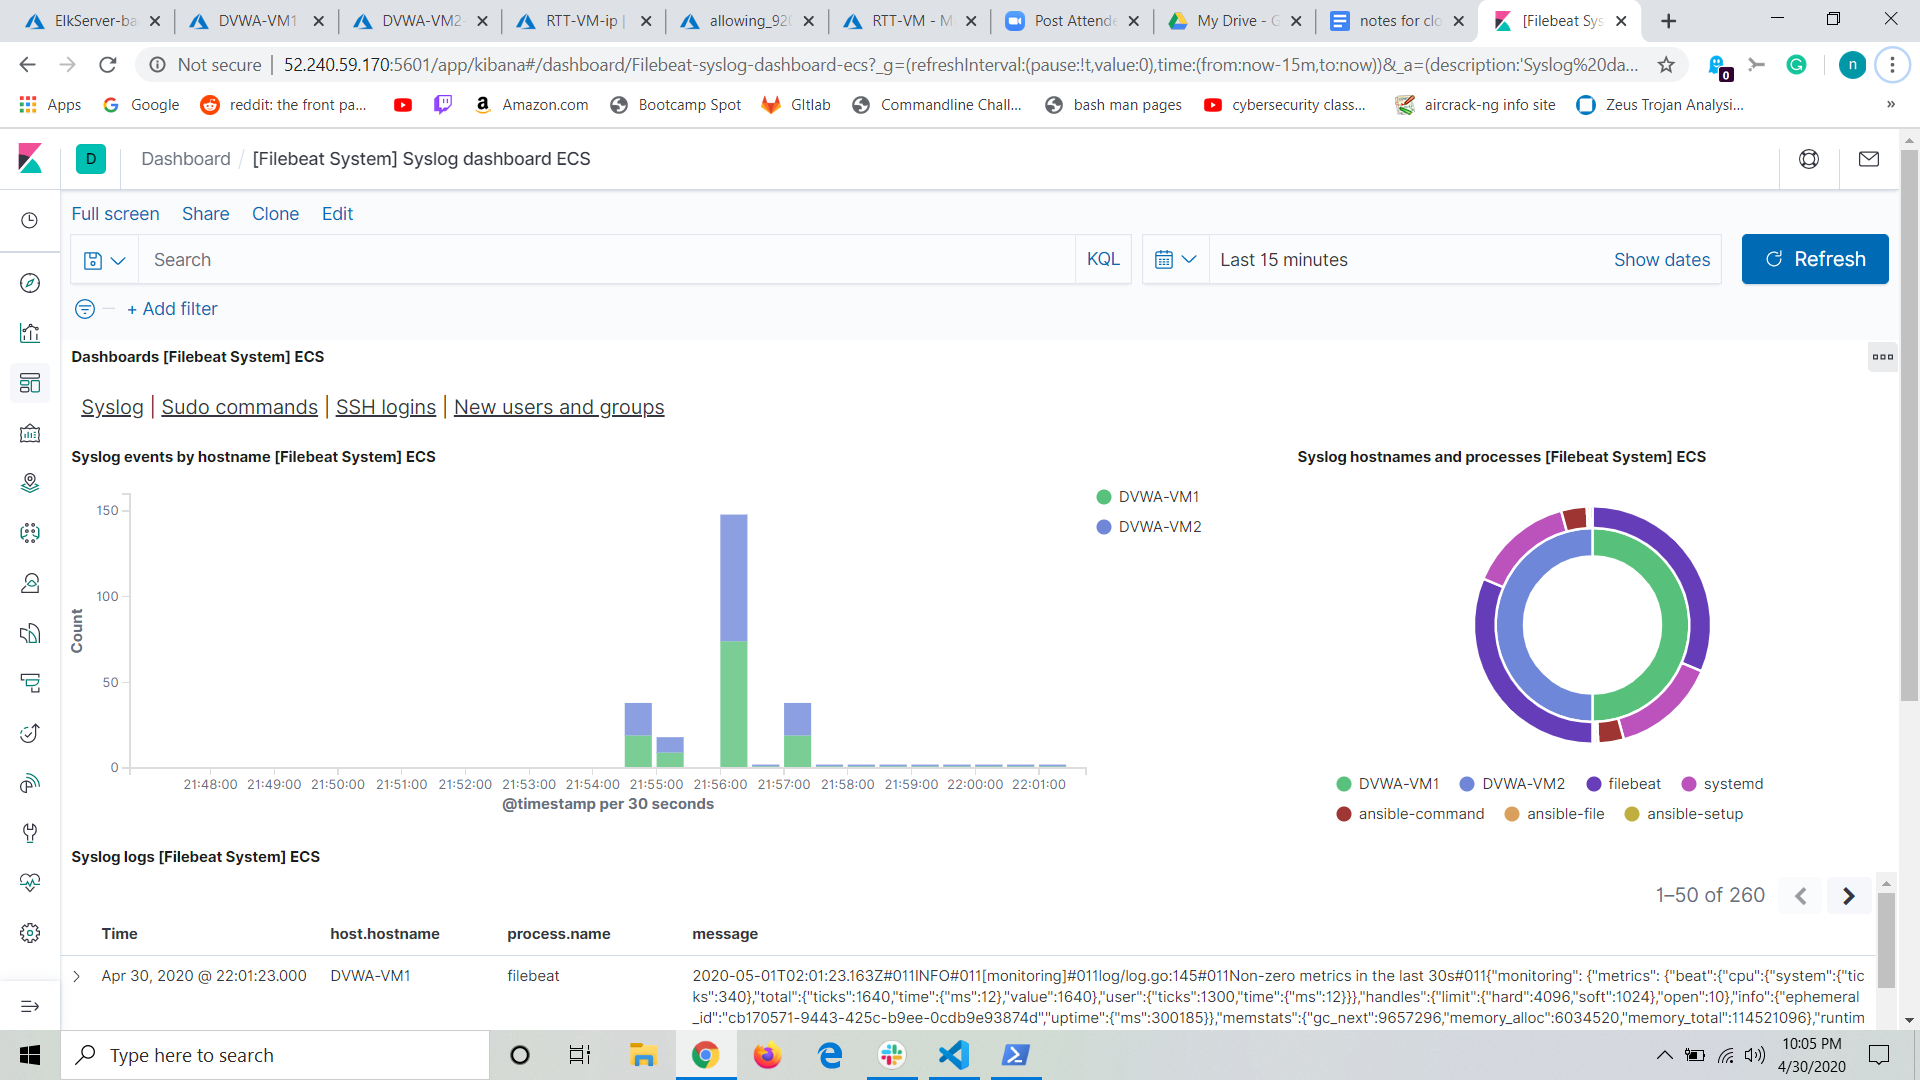 ElkServer-ba
DVWA-VM1
DVWA-VM2-
RTT-VM-ip |
allowing_920
RTT-VM - M
Post Attende
My Drive - G
notes for clo
[Filebeat Sys
Not secure | 52.240.59.170:5601/app/kibana#/dashboard/Filebeat-syslog-dashboard-ecs?_g=(refreshInterval:(pause:!t,value:0),time:(from:now-15m,to:now))&_a=(description:'Syslog%20da...
0
n
Apps
Google
reddit: the front pa...
Amazon.com
Bootcamp Spot
GItlab
Commandline Chall...
bash man pages
cybersecurity class...
aircrack-ng info site
Zeus Trojan Analysi...
»
D
Dashboard / [Filebeat System] Syslog dashboard ECS
Full screen Share Clone Edit
Search
KQL
Last 15 minutes
Show dates
Refresh
+ Add filter
Dashboards [Filebeat System] ECS
Syslog | Sudo commands | SSH logins | New users and groups
Syslog events by hostname [Filebeat System] ECS
150
100
50
0
Count
21:48:00 21:49:00 21:50:00 21:51:00 21:52:00 21:53:00 21:54:00 21:55:00 21:56:00 21:57:00 21:58:00 21:59:00 22:00:00 22:01:00
@timestamp per 30 seconds
DVWA-VM1
DVWA-VM2
Syslog hostnames and processes [Filebeat System] ECS
DVWA-VM1 DVWA-VM2 filebeat systemd
ansible-command ansible-file ansible-setup
Syslog logs [Filebeat System] ECS
1–50 of 260
Time host.hostname process.name message
Apr 30, 2020 @ 22:01:23.000 DVWA-VM1 filebeat 2020-05-01T02:01:23.163Z#011INFO#011[monitoring]#011log/log.go:145#011Non-zero metrics in the last 30s#011{"monitoring": {"metrics": {"beat":{"cpu":{"system":{"tic
ks":340},"total":{"ticks":1640,"time":{"ms":12},"value":1640},"user":{"ticks":1300,"time":{"ms":12}}},"handles":{"limit":{"hard":4096,"soft":1024},"open":10},"info":{"ephemeral
_id":"cb170571-9443-425c-b9ee-0cdb9e93874d","uptime":{"ms":300185}},"memstats":{"gc_next":9657296,"memory_alloc":6034520,"memory_total":114521096},"runtim
Type here to search
10:05 PM
4/30/2020